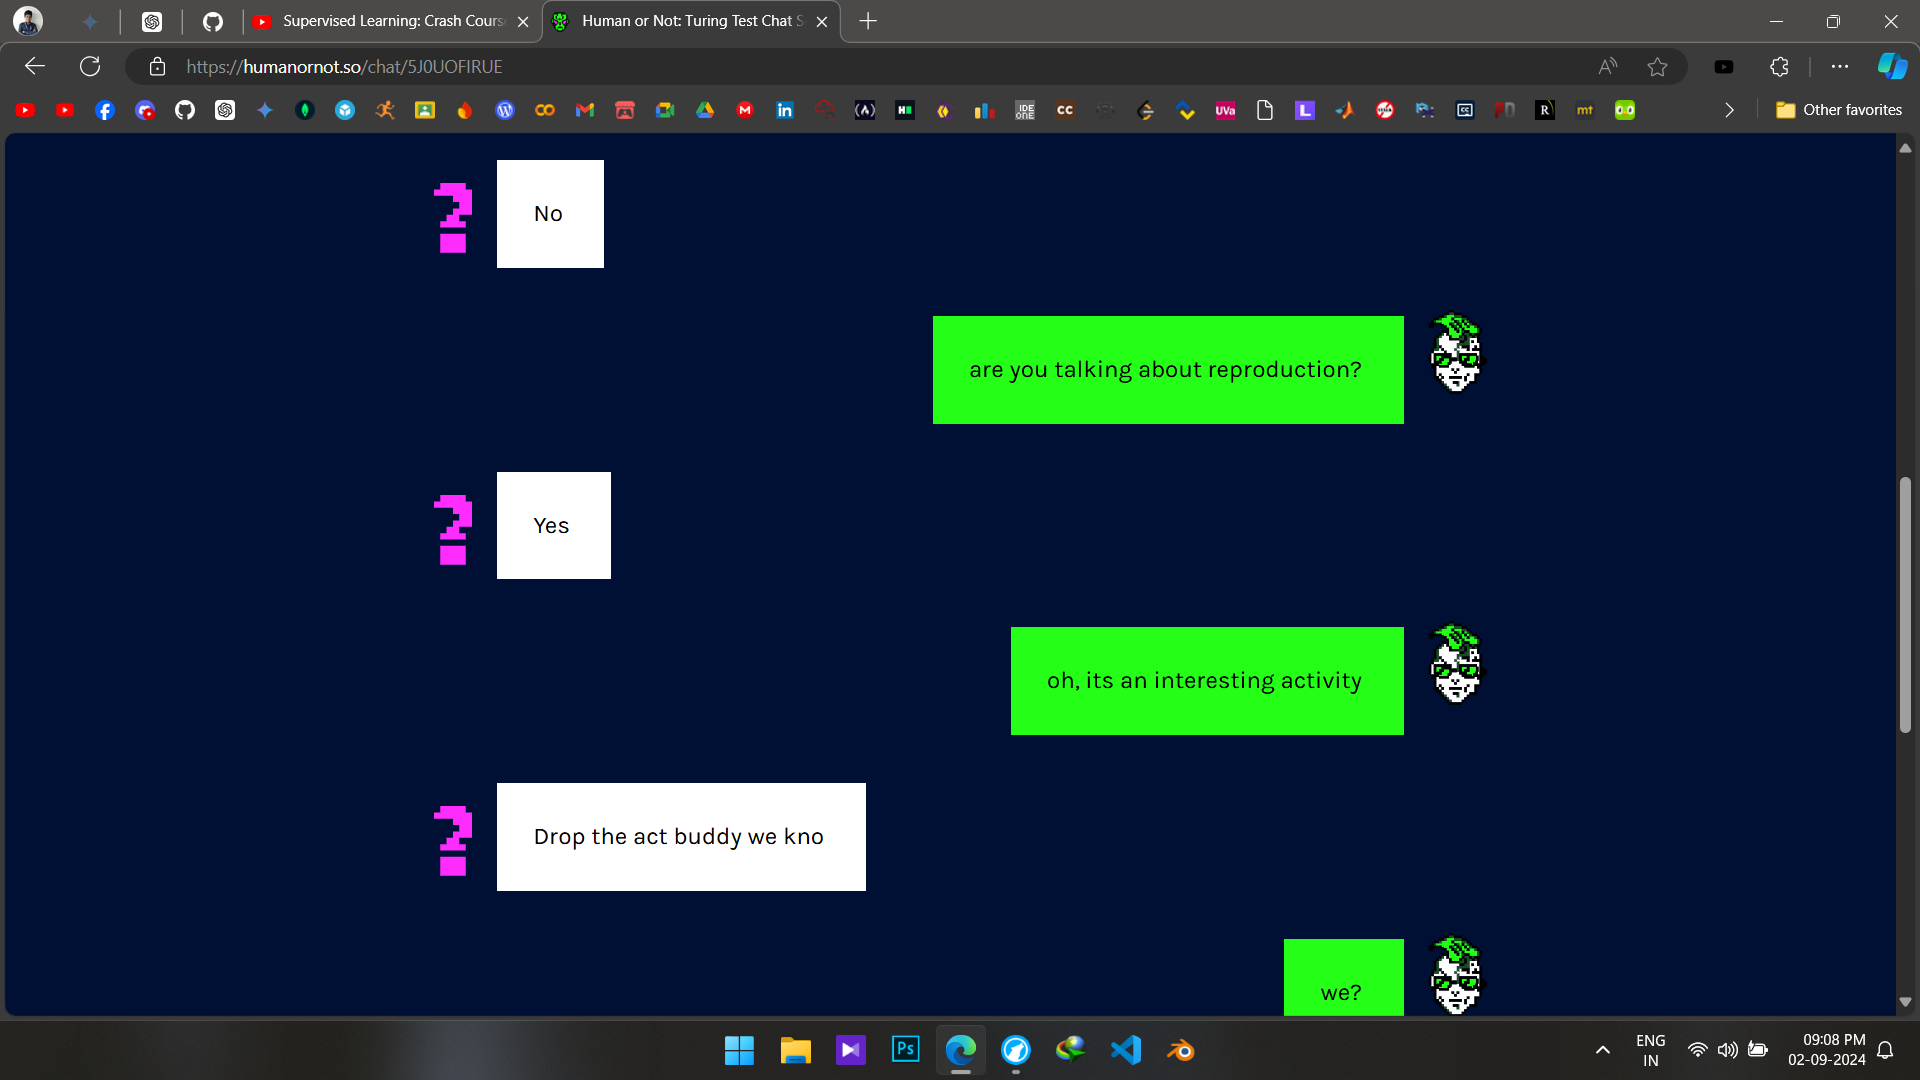 Supervised Learning: Crash Cours
Human or Not: Turing Test Chat S
https://humanornot.so/chat/5J0UOFIRUE
Other favorites
No
are you talking about reproduction?
Yes
oh, its an interesting activity
Drop the act buddy we kno
we?
ENG
IN
09:08 PM
02-09-2024